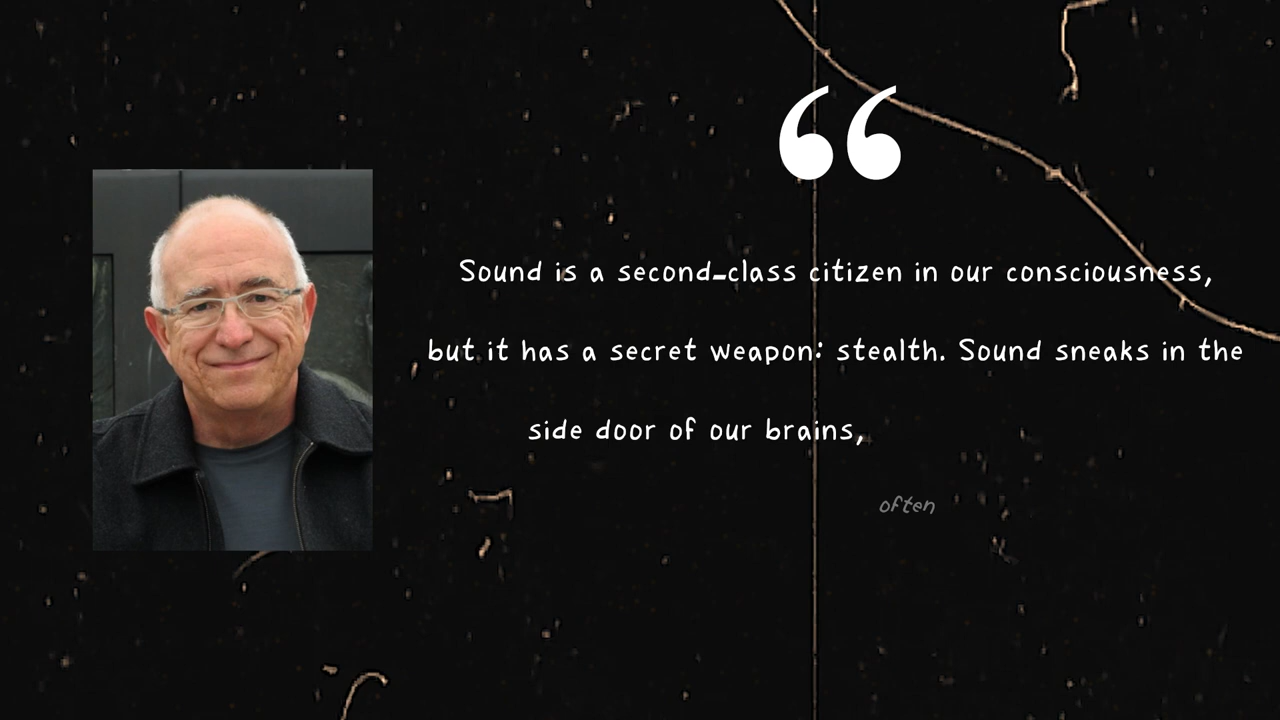 “
Sound is a second-class citizen in our consciousness,
but it has a secret weapon: stealth. Sound sneaks in the
side door of our brains,
often